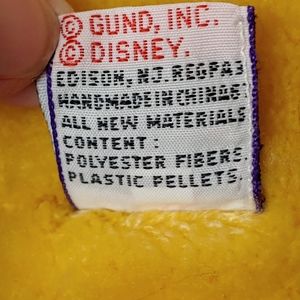 © GUND, INC.
© DISNEY.
EDISON, NJ. REGPA3
HANDMADE IN CHINA
ALL NEW MATERIALS
CONTENT:
POLYESTER FIBERS.
PLASTIC PELLETS.